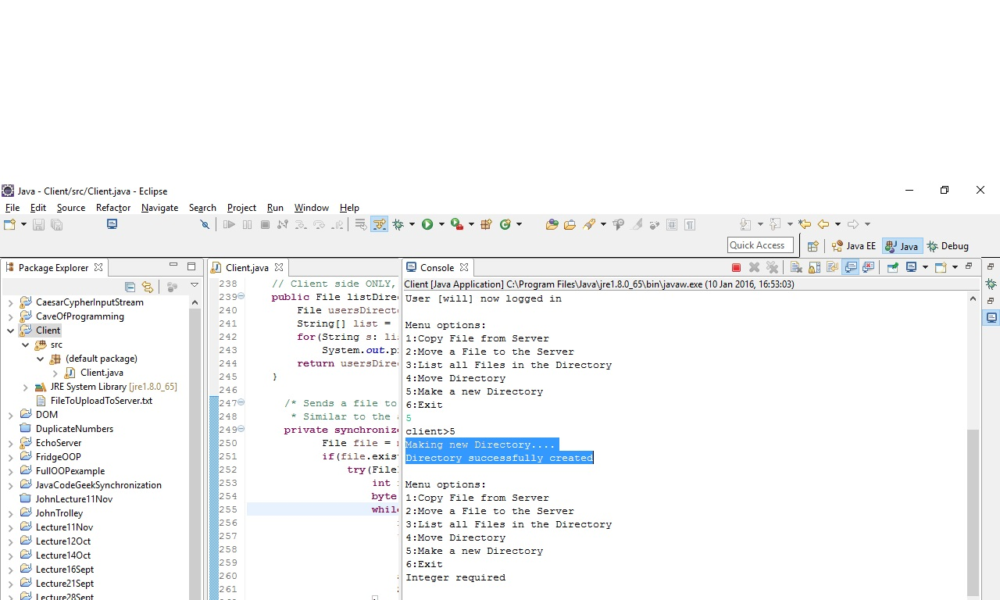 Java - Client/src/Client.java - Eclipse
File Edit Source Refactor Navigate Search Project Run Window Help
Quick Access
Java EE
Java
Debug
Package Explorer
CaesarCypherInputStream
CaveOfProgramming
Client
src
(default package)
Client.java
JRE System Library [jre1.8.0_65]
FileToUploadToServer.txt
DOM
DuplicateNumbers
EchoServer
FridgeOOP
FullOOPexample
JavaCodeGeekSynchronization
JohnLecture11Nov
JohnTrolley
Lecture11Nov
Lecture12Oct
Lecture14Oct
Lecture16Sept
Lecture21Sept
Lecture28Sept
Client.java
238 // Client side ONLY,
239 public File listDire
240 File usersDirect
241 String[] list =
242 for(String s: li
243 System.out.p
244 return usersDire
245 }
246
247 /* Sends a file to
248 * Similar to the
249 private synchronize
250 File file =
251 if(file.exis
252 try(File
253 int
254 byte
255 while
256
257
258
259
260
261
Console
Client [Java Application] C:\Program Files\Java\jre1.8.0_65\bin\javaw.exe (10 Jan 2016, 16:53:03)
User [will] now logged in
Menu options:
1:Copy File from Server
2:Move a File to the Server
3:List all Files in the Directory
4:Move Directory
5:Make a new Directory
6:Exit
5
client>5
Making new Directory....
Directory successfully created
Menu options:
1:Copy File from Server
2:Move a File to the Server
3:List all Files in the Directory
4:Move Directory
5:Make a new Directory
6:Exit
Integer required